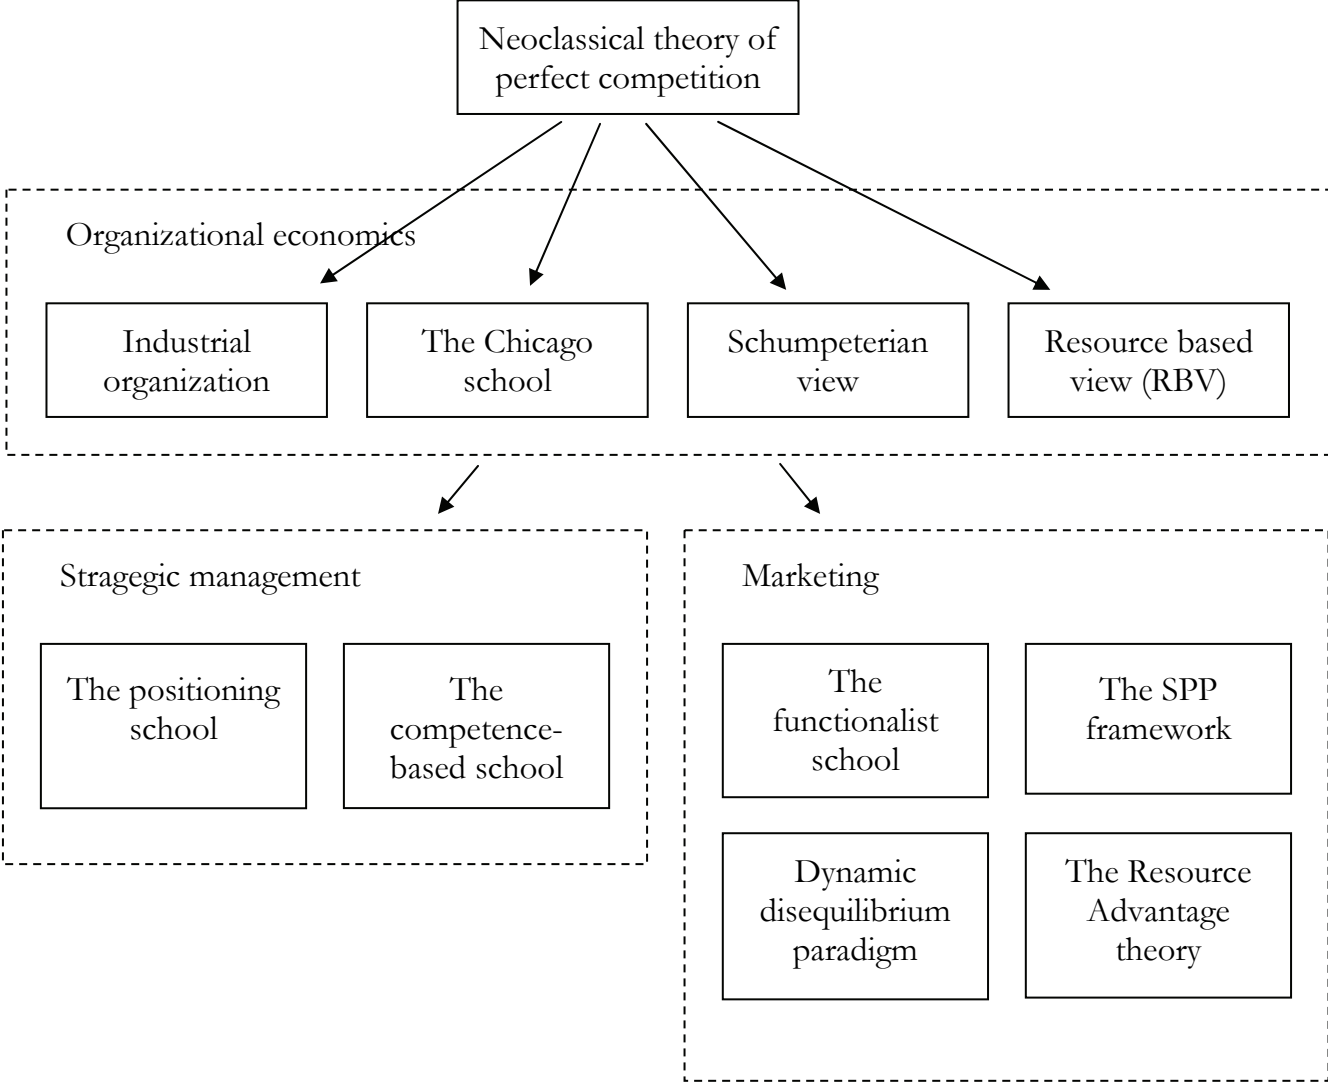 Neoclassical theory of
perfect competition
Organizational economics
Industrial
organization
The Chicago
school
Schumpeterian
view
Resource based
view (RBV)
Stragegic management
The positioning
school
The
competence-
based school
Marketing
The
functionalist
school
The SPP
framework
Dynamic
disequilibrium
paradigm
The Resource
Advantage
theory